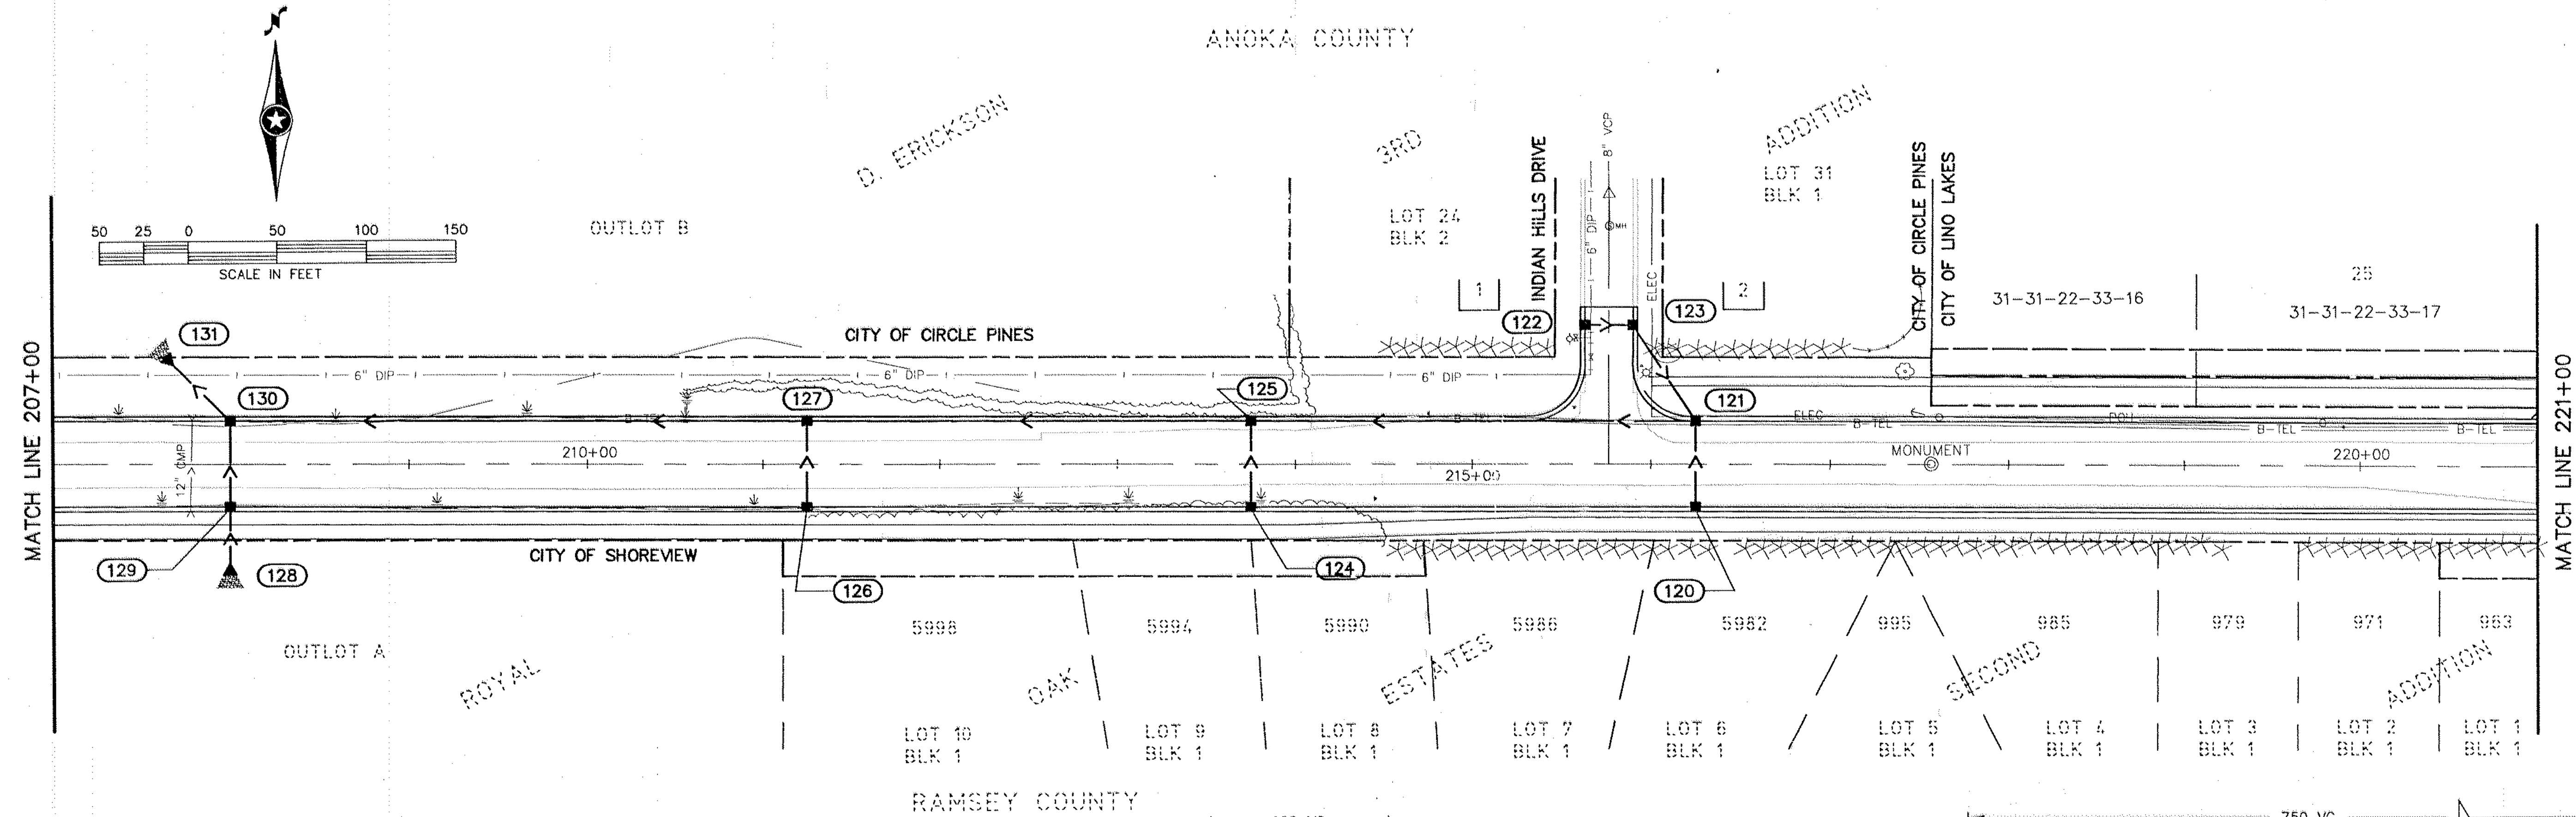 N
ANOKA COUNTY
D. ERICKSON
3RD
ADDITION
LOT 31
BLK 1
OUTLOT B
LOT 24
BLK 2
INDIAN HILLS DRIVE
6" DIP
8" VCP
MH
ELEC
CITY OF CIRCLE PINES
CITY OF LINO LAKES
50 25 0 50 100 150
SCALE IN FEET
1
2
31-31-22-33-16
31-31-22-33-17
131
CITY OF CIRCLE PINES
122
123
6" DIP
6" DIP
6" DIP
130
127
125
121
B-TEL
B-TEL
ELEC
B-TEL
B-TEL
B-TEL
MATCH LINE 207+00
MATCH LINE 221+00
12" CMP
210+00
215+00
MONUMENT
220+00
CITY OF SHOREVIEW
129
128
126
124
120
5998
5994
5990
5986
5982
995
985
979
971
963
OUTLOT A
ROYAL
OAK
ESTATES
SECOND
ADDITION
LOT 10
BLK 1
LOT 9
BLK 1
LOT 8
BLK 1
LOT 7
BLK 1
LOT 6
BLK 1
LOT 5
BLK 1
LOT 4
BLK 1
LOT 3
BLK 1
LOT 2
BLK 1
LOT 1
BLK 1
RAMSEY COUNTY